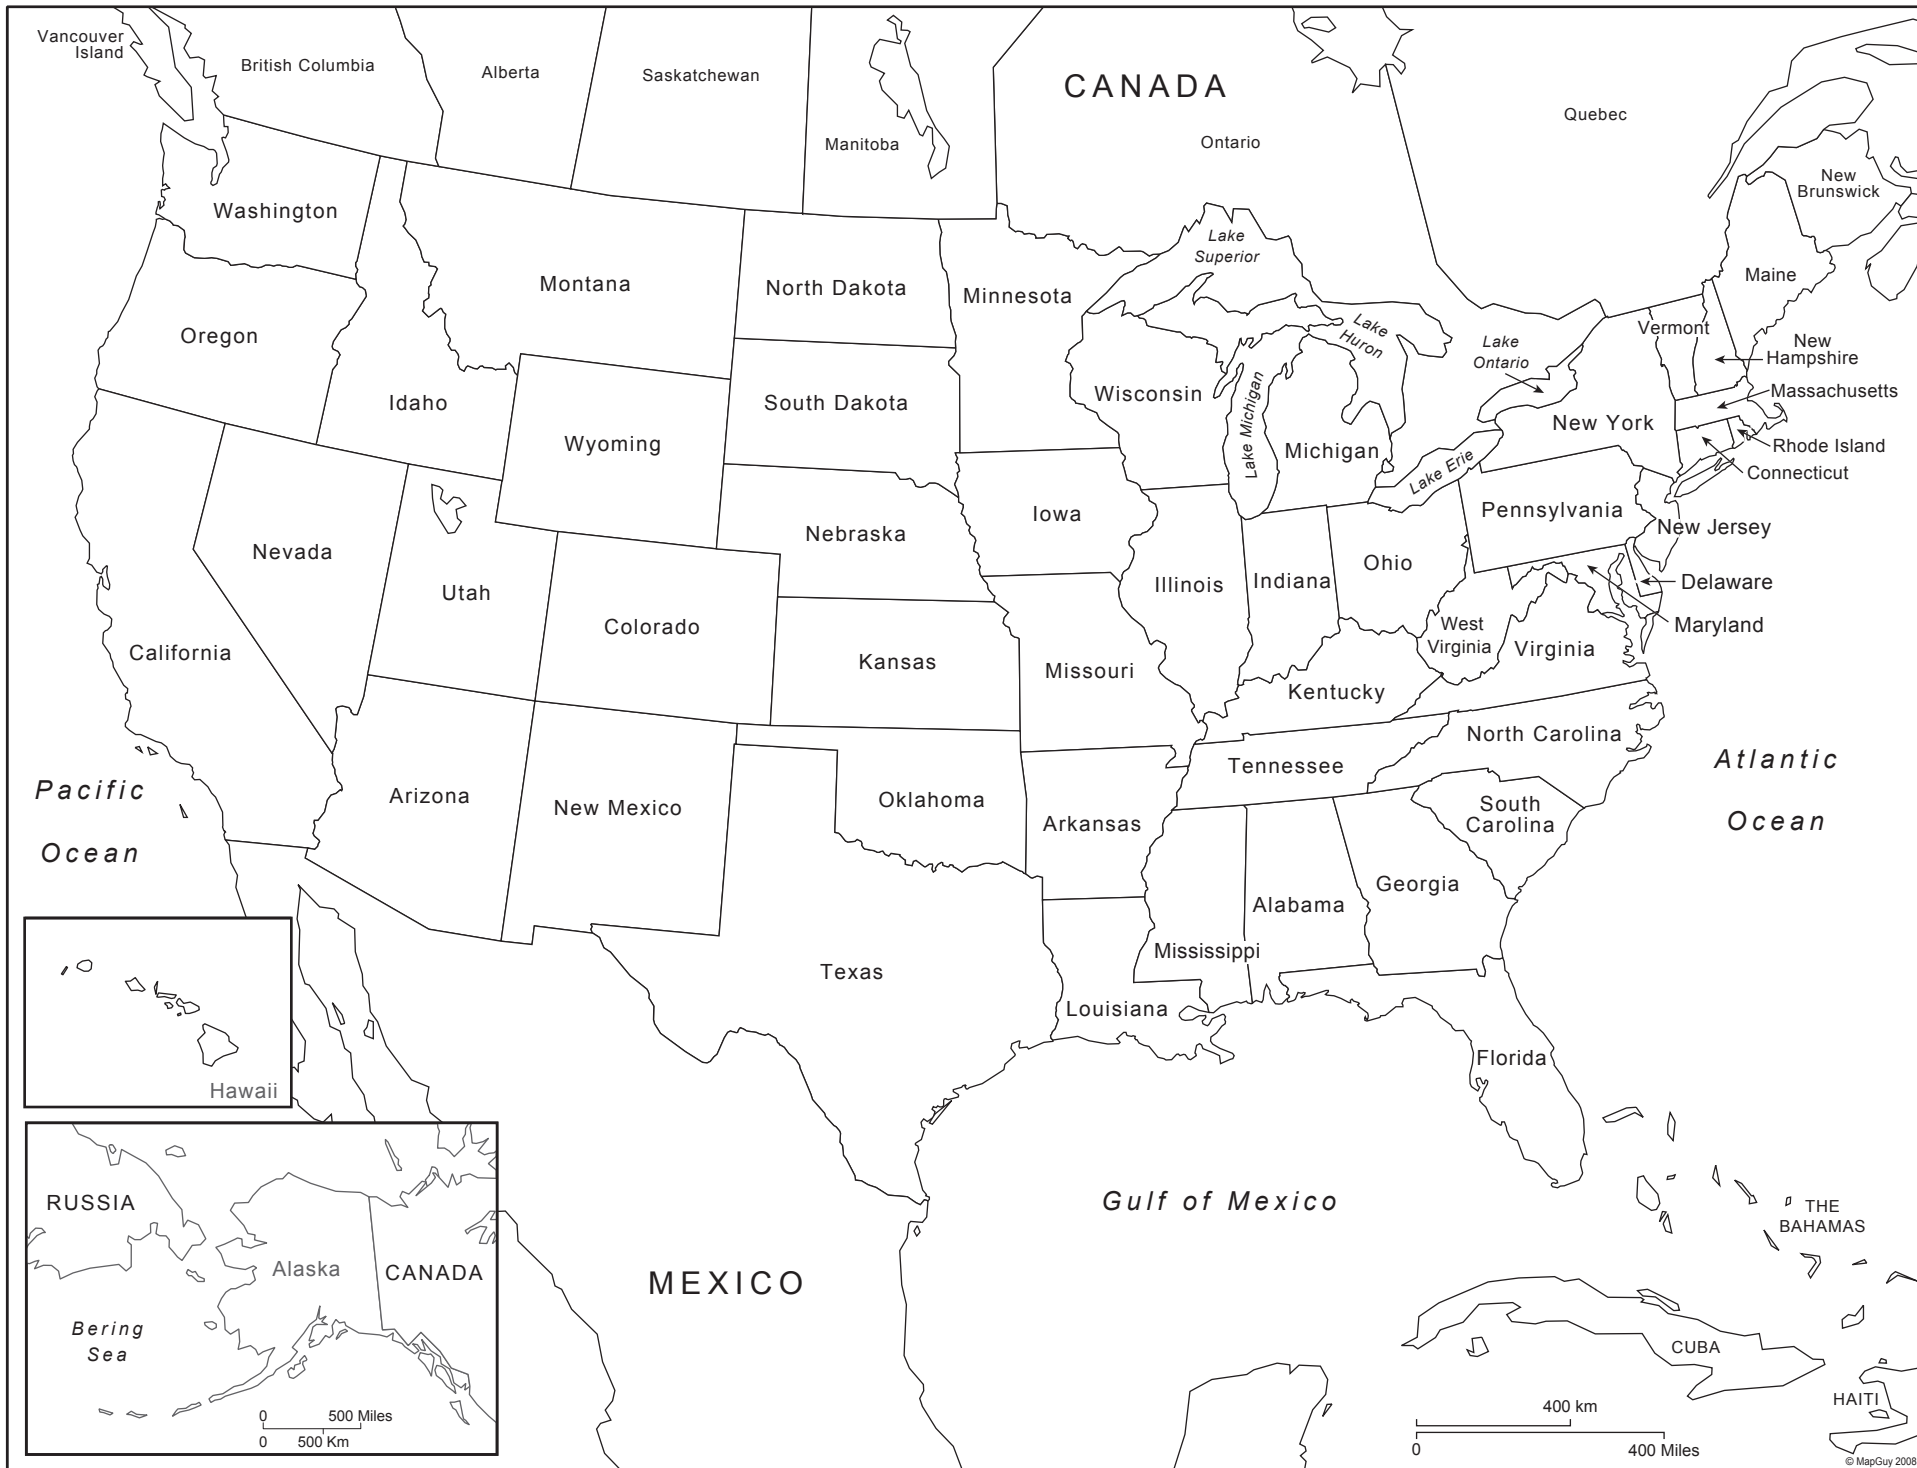 Vancouver
Island
British Columbia
Alberta
Saskatchewan
Manitoba
CANADA
Ontario
Quebec
New
Brunswick
Washington
Montana
North Dakota
Minnesota
Lake
Superior
Maine
Oregon
Idaho
Wyoming
South Dakota
Wisconsin
Lake Michigan
Michigan
Lake
Huron
Lake
Ontario
Lake Erie
New York
Vermont
New
Hampshire
Massachusetts
Rhode Island
Connecticut
Nevada
Utah
Colorado
Nebraska
Iowa
Illinois
Indiana
Ohio
Pennsylvania
New Jersey
Delaware
Maryland
California
Kansas
Missouri
Kentucky
West
Virginia
Virginia
Arizona
New Mexico
Oklahoma
Arkansas
Tennessee
North Carolina
South
Carolina
Pacific
Ocean
Atlantic
Ocean
Texas
Louisiana
Mississippi
Alabama
Georgia
Florida
Hawaii
RUSSIA
Alaska
CANADA
Bering
Sea
0 500 Miles
0 500 Km
MEXICO
Gulf of Mexico
THE
BAHAMAS
CUBA
HAITI
400 km
0 400 Miles
© MapGuy 2008